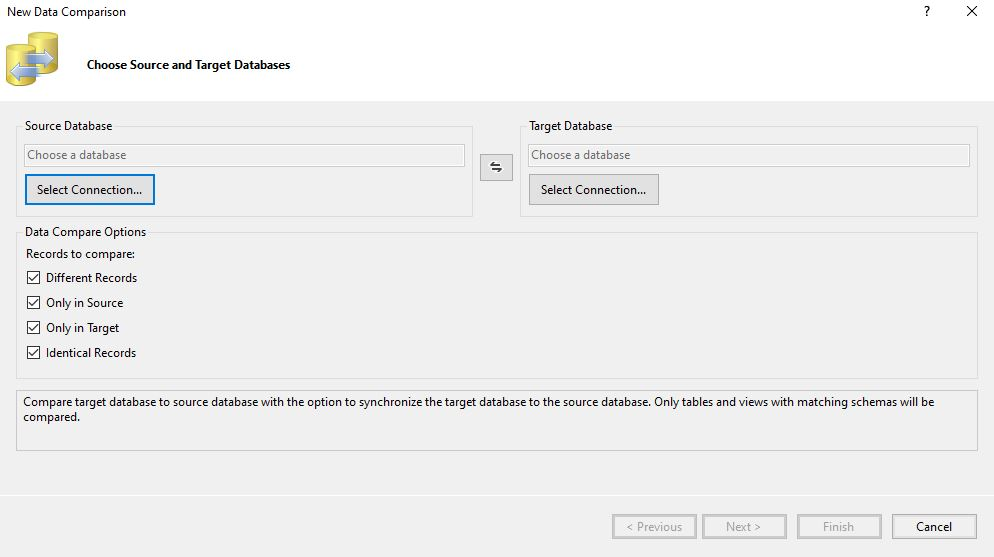 New Data Comparison
?
Choose Source and Target Databases
Source Database
Choose a database
Select Connection...
Target Database
Choose a database
Select Connection...
Data Compare Options
Records to compare:
Different Records
Only in Source
Only in Target
Identical Records
Compare target database to source database with the option to synchronize the target database to the source database. Only tables and views with matching schemas will be
compared.
< Previous
Next >
Finish
Cancel